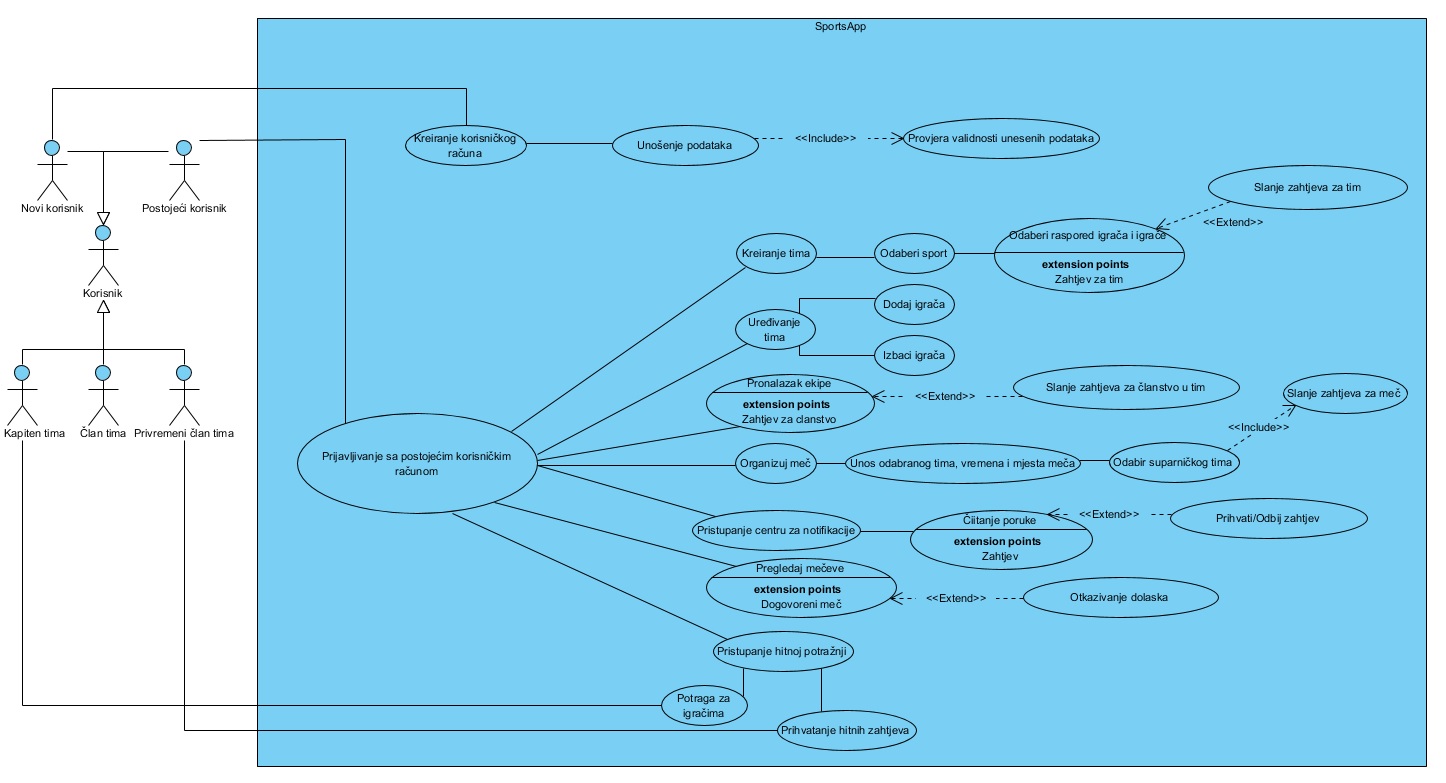 SportsApp
Kreiranje korisničkog
računa
Unošenje podataka
<<Include>>
Provjera validnosti unesenih podataka
Novi korisnik
Postojeći korisnik
Slanje zahtjeva za tim
<<Extend>>
Odaberi raspored igrača i igrače
extension points
Zahtjev za tim
Kreiranje tima
Odaberi sport
Korisnik
Dodaj igrača
Uređivanje
tima
Izbaci igrača
Pronalazak ekipe
extension points
Zahtjev za clanstvo
<<Extend>>
Slanje zahtjeva za članstvo u tim
Slanje zahtjeva za meč
<<Include>>
Kapiten tima
Član tima
Privremeni član tima
Prijavljivanje sa postojećim korisničkim
računom
Organizuj meč
Unos odabranog tima, vremena i mjesta meča
Odabir suparničkog tima
Pristupanje centru za notifikacije
Čiitanje poruke
extension points
Zahtjev
<<Extend>>
Prihvati/Odbij zahtjev
Pregledaj mečeve
extension points
Dogovoreni meč
<<Extend>>
Otkazivanje dolaska
Pristupanje hitnoj potražnji
Potraga za
igračima
Prihvatanje hitnih zahtjeva